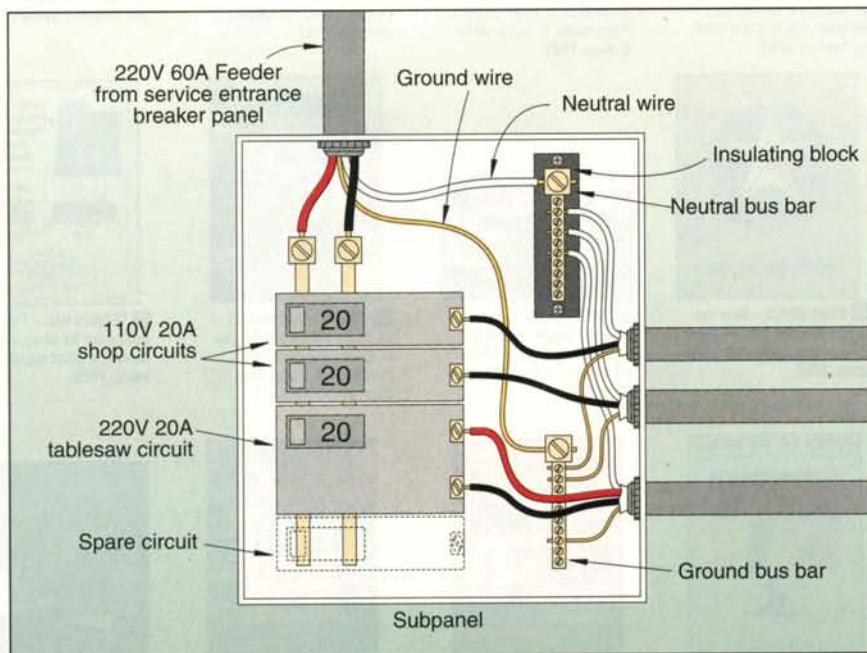 220V 60A Feeder
from service entrance
breaker panel
Ground wire
Neutral wire
Insulating block
Neutral bus bar
110V 20A
shop circuits
20
20
220V 20A
tablesaw circuit
20
Spare circuit
Ground bus bar
Subpanel